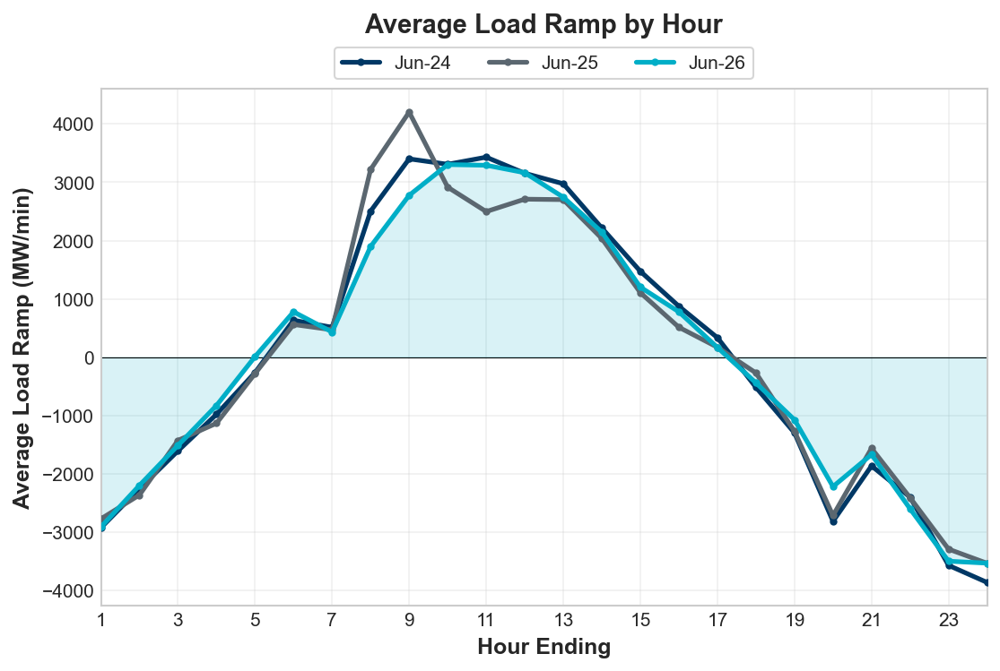 Average Load Ramp by Hour
Jun-24 Jun-25 Jun-26
Average Load Ramp (MW/min)
4000
3000
2000
1000
0
−1000
−2000
−3000
−4000
1 3 5 7 9 11 13 15 17 19 21 23
Hour Ending